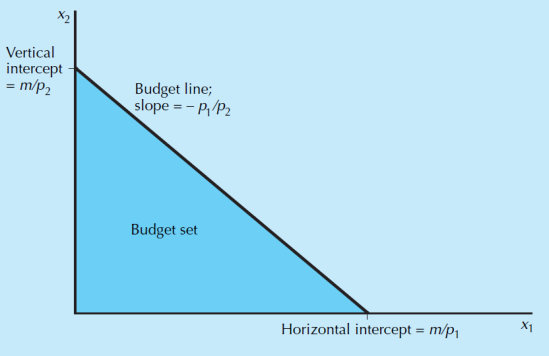 x₂
Vertical
intercept
= m/p₂
Budget line;
slope = – p₁/p₂
Budget set
Horizontal intercept = m/p₁
x₁